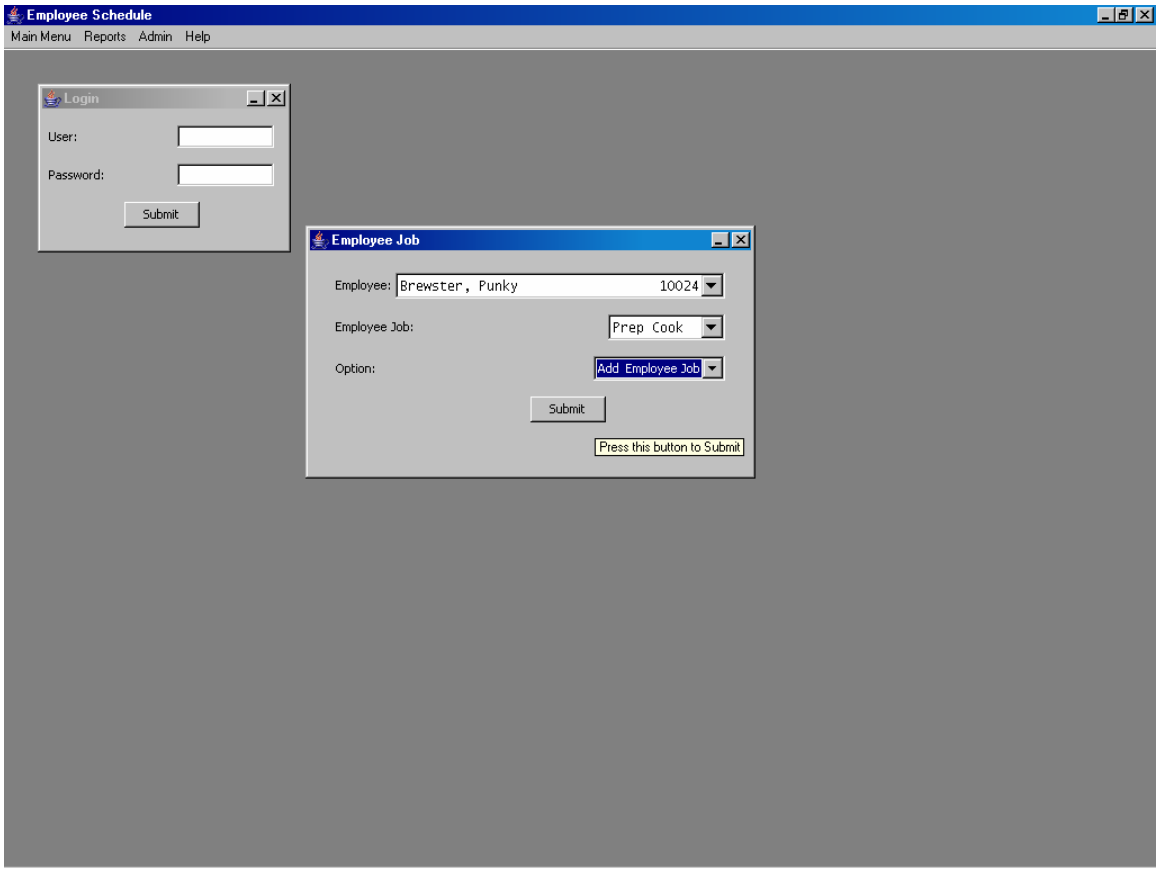 Employee Schedule
Main Menu Reports Admin Help
Login
User:
Password:
Submit
Employee Job
Employee: Brewster, Punky 10024
Employee Job: Prep Cook
Option: Add Employee Job
Submit
Press this button to Submit